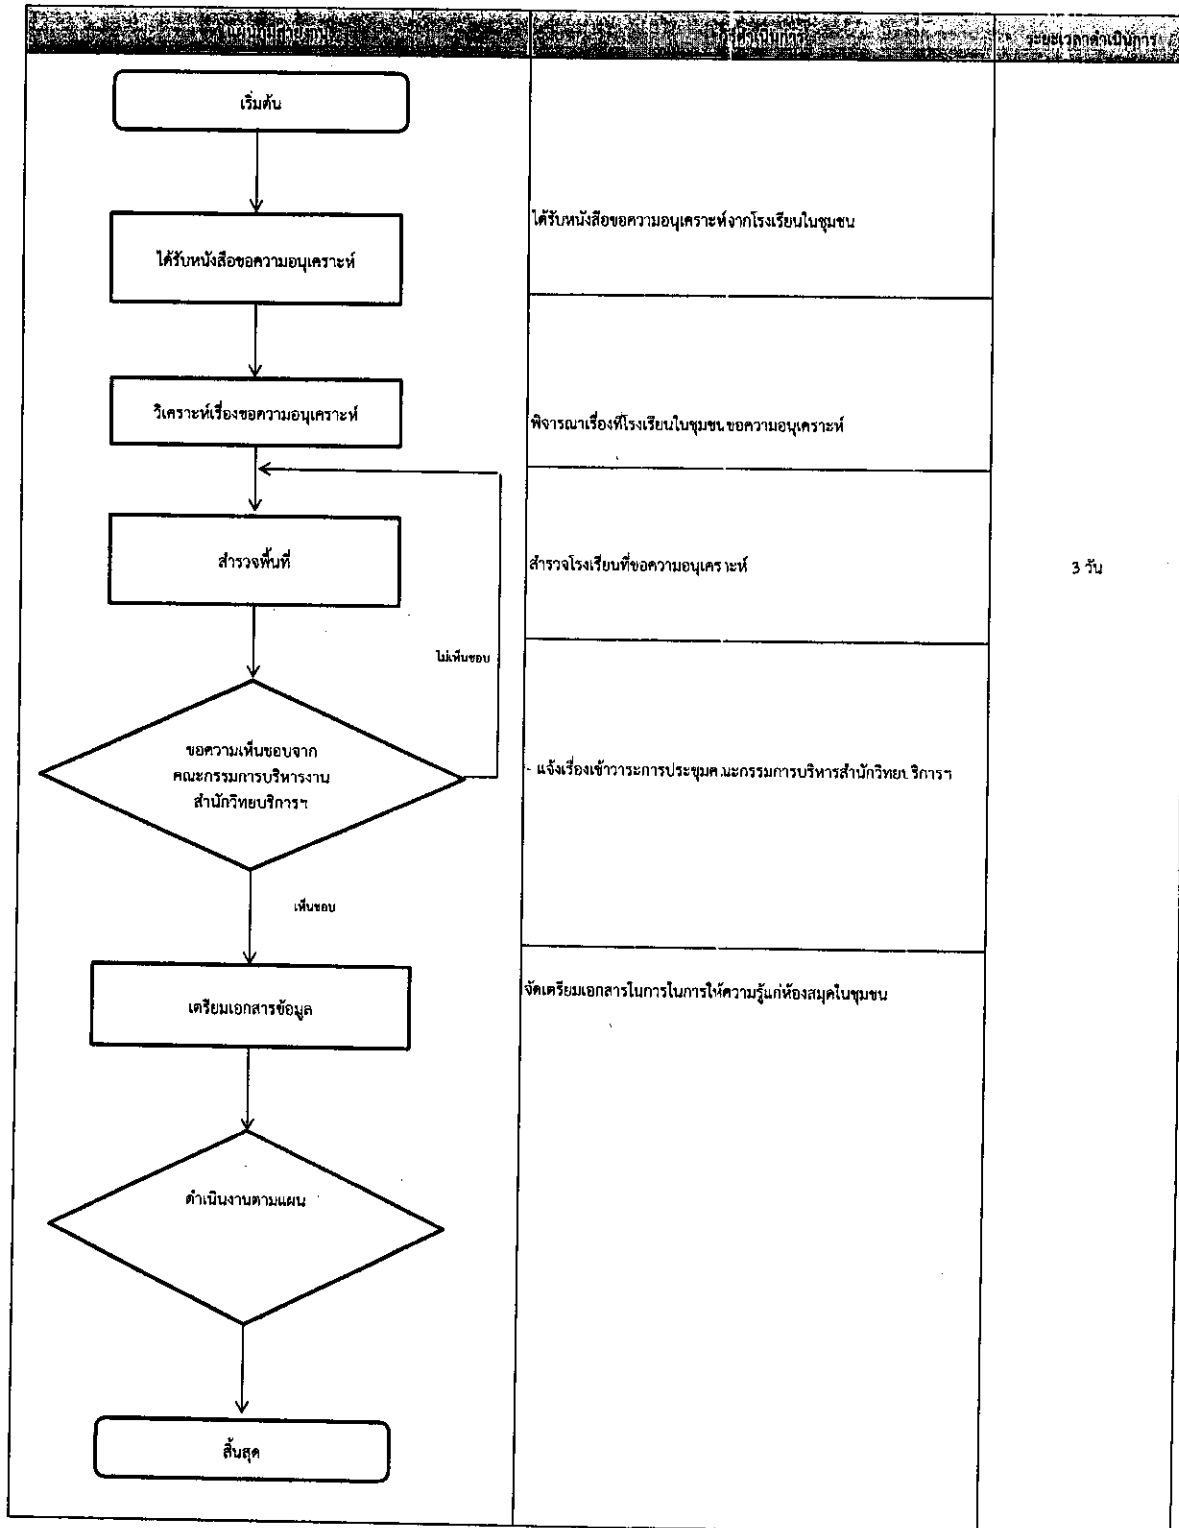 ระยะเวลาดำเนินการ
เริ่มต้น
ได้รับหนังสือขอความอนุเคราะห์จากโรงเรียนในชุมชน
ได้รับหนังสือขอความอนุเคราะห์
วิเคราะห์เรื่องขอความอนุเคราะห์
พิจารณาเรื่องที่โรงเรียนในชุมชนขอความอนุเคราะห์
สำรวจพื้นที่
สำรวจโรงเรียนที่ขอความอนุเคราะห์
3 วัน
ไม่เห็นชอบ
ขอความเห็นชอบจาก
คณะกรรมการบริหารงาน
สำนักวิทยบริการฯ
- แจ้งเรื่องเข้าวาระการประชุมคณะกรรมการบริหารสำนักวิทยบริการฯ
เห็นชอบ
เตรียมเอกสารข้อมูล
จัดเตรียมเอกสารในการในการให้ความรู้แก่ห้องสมุดในชุมชน
ดำเนินงานตามแผน
สิ้นสุด